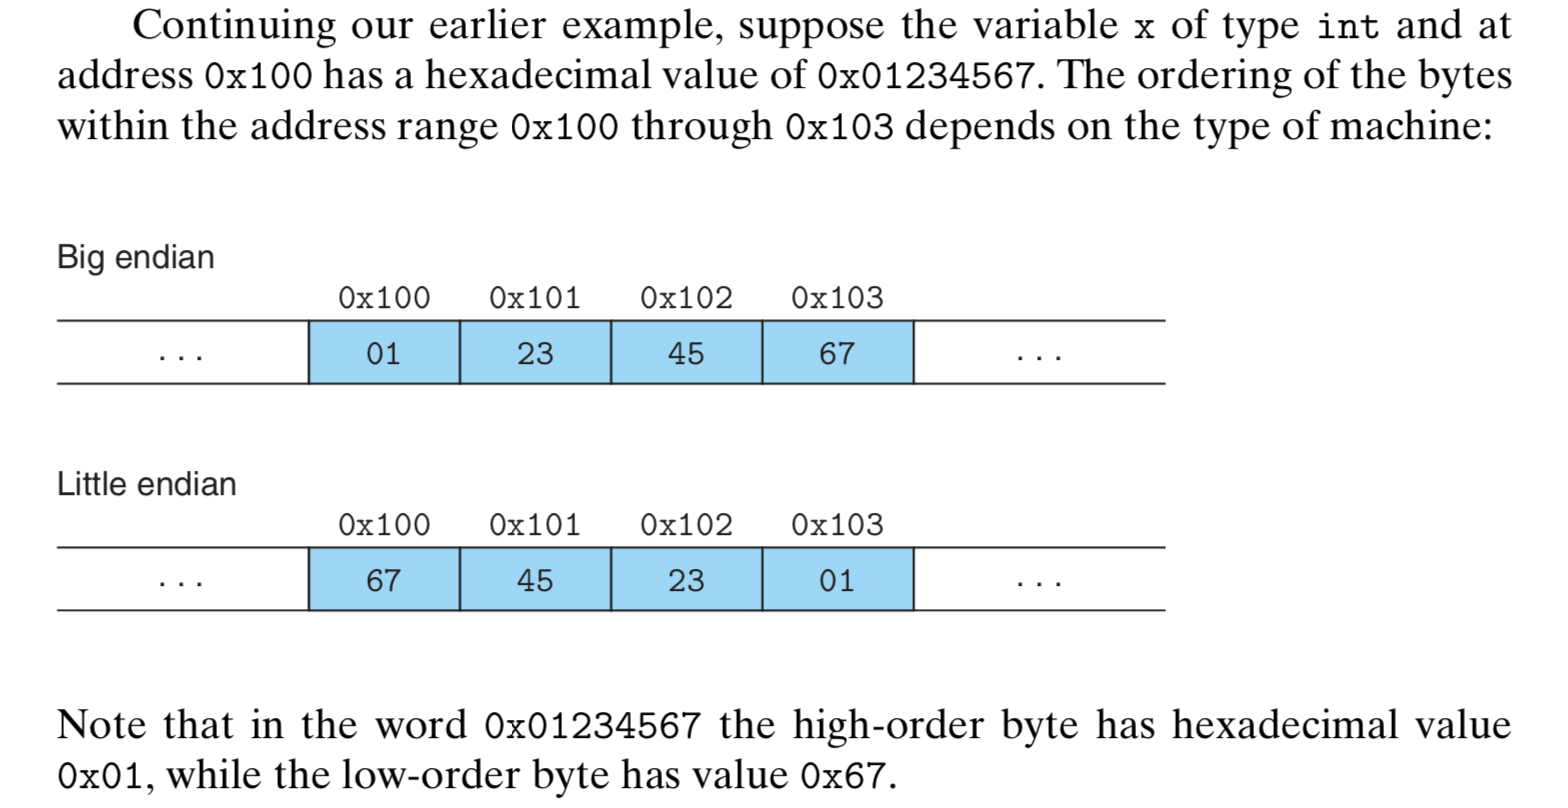 Continuing our earlier example, suppose the variable x of type int and at
address 0x100 has a hexadecimal value of 0x01234567. The ordering of the bytes
within the address range 0x100 through 0x103 depends on the type of machine:
Big endian
0x100 0x101 0x102 0x103
. . . 01 23 45 67 . . .
Little endian
0x100 0x101 0x102 0x103
. . . 67 45 23 01 . . .
Note that in the word 0x01234567 the high-order byte has hexadecimal value
0x01, while the low-order byte has value 0x67.